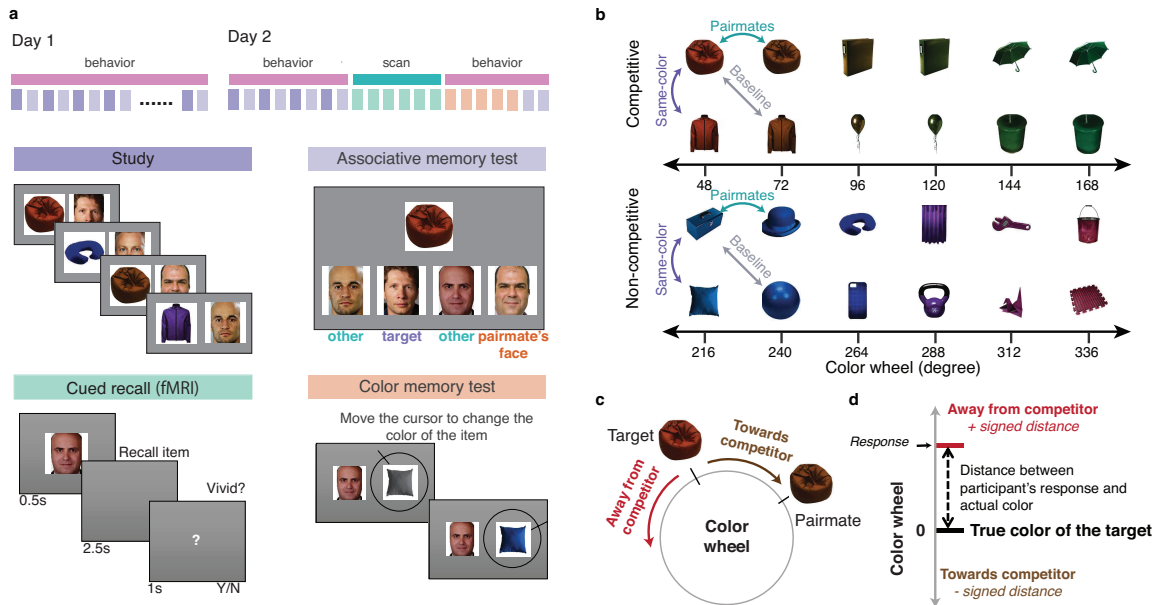 a
Day 1
Day 2
behavior
behavior
scan
behavior
Study
Associative memory test
other
target
other
pairmate's
face
Cued recall (fMRI)
Recall item
Vivid?
?
0.5s
2.5s
1s
Y/N
Color memory test
Move the cursor to change the
color of the item
b
Competitive
Pairmates
Same-color
Baseline
48
72
96
120
144
168
Non-competitive
Pairmates
Same-color
Baseline
216
240
264
288
312
336
Color wheel (degree)
c
Target
Towards
competitor
Away from
competitor
Pairmate
Color
wheel
d
Away from competitor
+ signed distance
Response
Distance between
participant's response and
actual color
Color wheel
0
True color of the target
Towards competitor
- signed distance